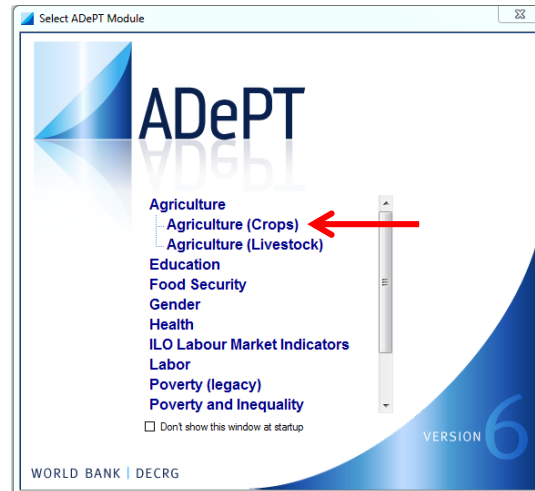 Select ADePT Module
ADePT
Agriculture
Agriculture (Crops)
Agriculture (Livestock)
Education
Food Security
Gender
Health
ILO Labour Market Indicators
Labor
Poverty (legacy)
Poverty and Inequality
Don't show this window at startup
VERSION 6
WORLD BANK | DECRG